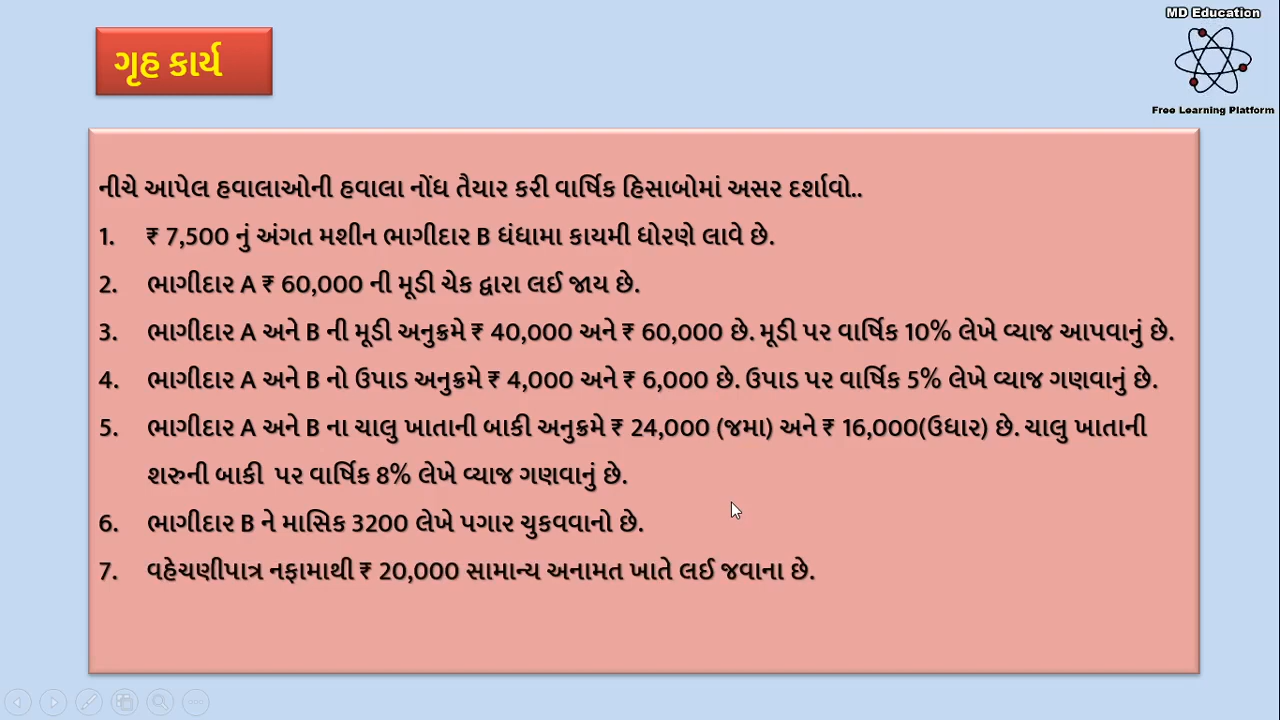 MD Education
ગૃહ કાર્ય
Free Learning Platform
નીચે આપેલ હવાલાઓની હવાલા નોંધ તૈયાર કરી વાર્ષિક હિસાબોમાં અસર દર્શાવો..
1. ₹ 7,500 નું અંગત મશીન ભાગીદાર B ધંધામા કાયમી ધોરણે લાવે છે.
2. ભાગીદાર A ₹ 60,000 ની મૂડી ચેક દ્વારા લઈ જાય છે.
3. ભાગીદાર A અને B ની મૂડી અનુક્રમે ₹ 40,000 અને ₹ 60,000 છે. મૂડી પર વાર્ષિક 10% લેખે વ્યાજ આપવાનું છે.
4. ભાગીદાર A અને B નો ઉપાડ અનુક્રમે ₹ 4,000 અને ₹ 6,000 છે. ઉપાડ પર વાર્ષિક 5% લેખે વ્યાજ ગણવાનું છે.
5. ભાગીદાર A અને B ના ચાલુ ખાતાની બાકી અનુક્રમે ₹ 24,000 (જમા) અને ₹ 16,000(ઉધાર) છે. ચાલુ ખાતાની
શરુની બાકી પર વાર્ષિક 8% લેખે વ્યાજ ગણવાનું છે.
6. ભાગીદાર B ને માસિક 3200 લેખે પગાર ચુકવવાનો છે.
7. વહેચણીપાત્ર નફામાથી ₹ 20,000 સામાન્ય અનામત ખાતે લઈ જવાના છે.